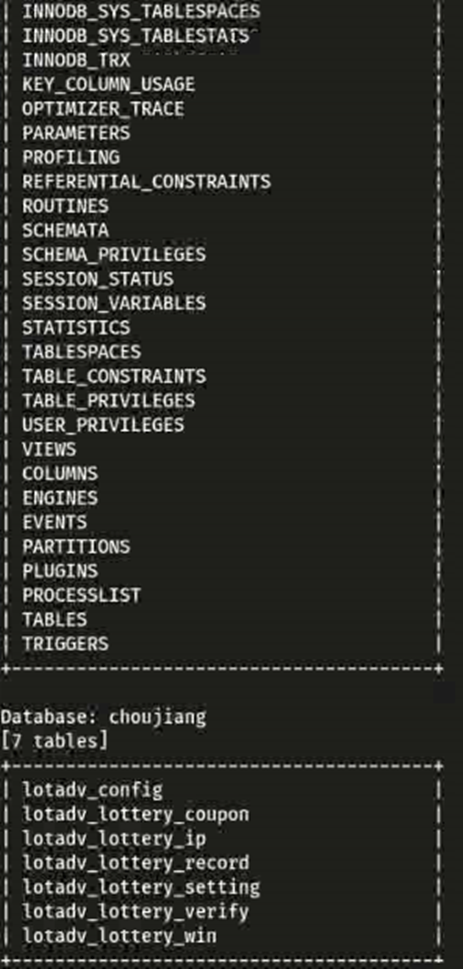 | INNODB_SYS_TABLESPACES |
| INNODB_SYS_TABLESTATS |
| INNODB_TRX |
| KEY_COLUMN_USAGE |
| OPTIMIZER_TRACE |
| PARAMETERS |
| PROFILING |
| REFERENTIAL_CONSTRAINTS |
| ROUTINES |
| SCHEMATA |
| SCHEMA_PRIVILEGES |
| SESSION_STATUS |
| SESSION_VARIABLES |
| STATISTICS |
| TABLESPACES |
| TABLE_CONSTRAINTS |
| TABLE_PRIVILEGES |
| USER_PRIVILEGES |
| VIEWS |
| COLUMNS |
| ENGINES |
| EVENTS |
| PARTITIONS |
| PLUGINS |
| PROCESSLIST |
| TABLES |
| TRIGGERS |
+---------------------------------------+
Database: choujiang
[7 tables]
+---------------------------------------+
| lotadv_config |
| lotadv_lottery_coupon |
| lotadv_lottery_ip |
| lotadv_lottery_record |
| lotadv_lottery_setting |
| lotadv_lottery_verify |
| lotadv_lottery_win |
+---------------------------------------+